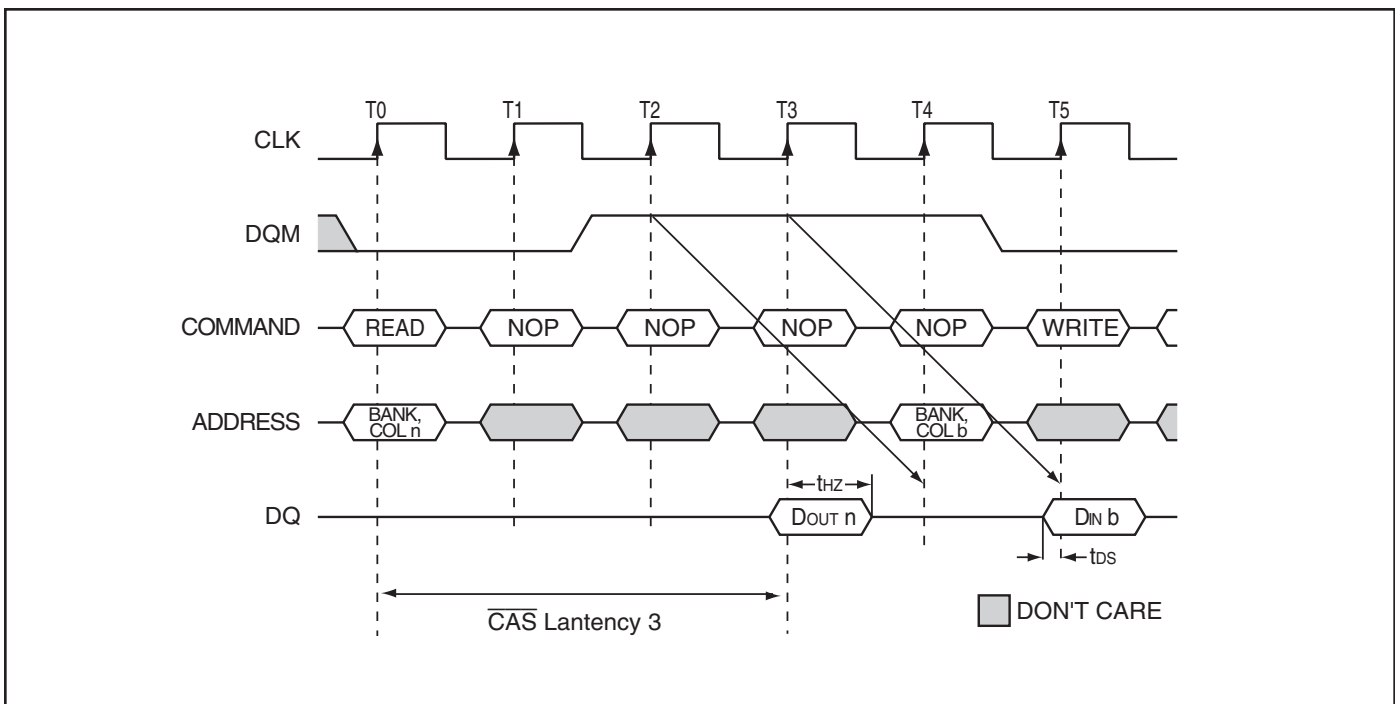 T0 T1 T2 T3 T4 T5
CLK
DQM
COMMAND READ NOP NOP NOP NOP WRITE
ADDRESS BANK, COL n BANK, COL b
tHZ
DQ DOUT n DIN b
tDS
CAS Lantency 3
DON'T CARE